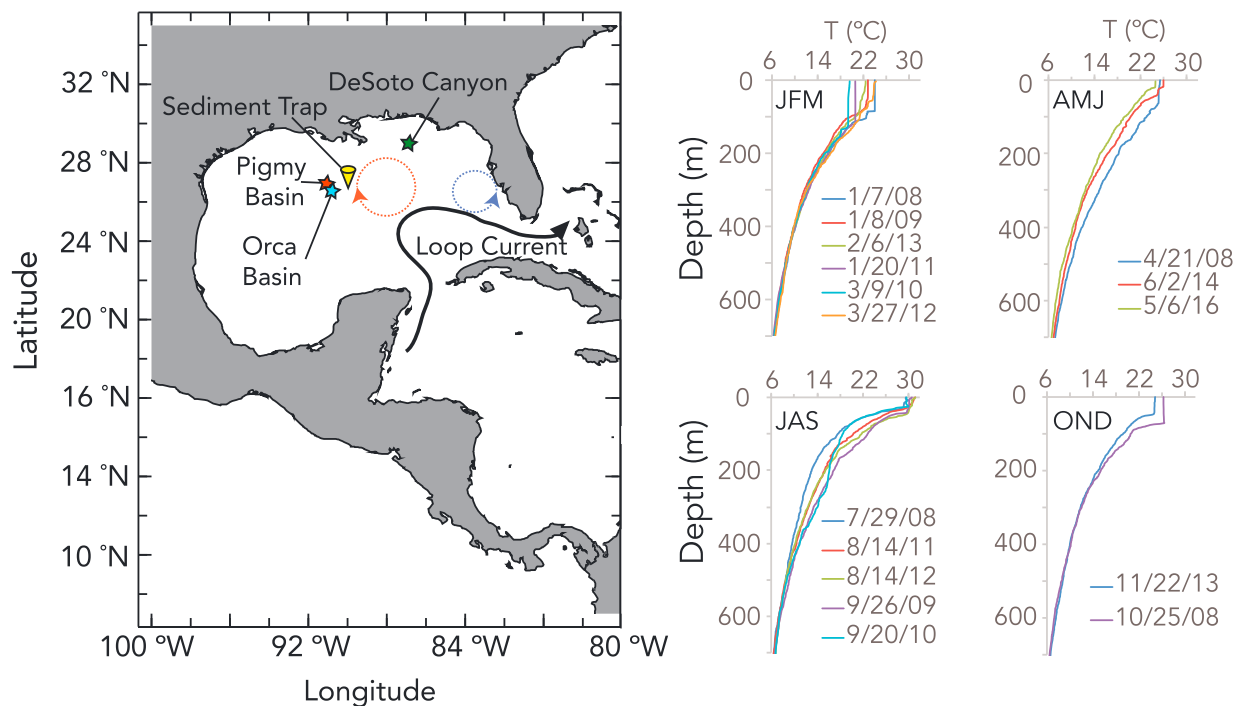 32 °N
28 °N
24 °N
20 °N
16 °N
14 °N
10 °N
Latitude
100 °W
92 °W
84 °W
80 °W
Longitude
DeSoto Canyon
Sediment Trap
Pigmy
Basin
Orca
Basin
Loop Current
T (ºC)
6 14 22 30
0
200
400
600
Depth (m)
JFM
1/7/08
1/8/09
2/6/13
1/20/11
3/9/10
3/27/12
T (ºC)
6 14 22 30
0
200
400
600
AMJ
4/21/08
6/2/14
5/6/16
6 14 22 30
0
200
400
600
Depth (m)
JAS
7/29/08
8/14/11
8/14/12
9/26/09
9/20/10
6 14 22 30
0
200
400
600
OND
11/22/13
10/25/08